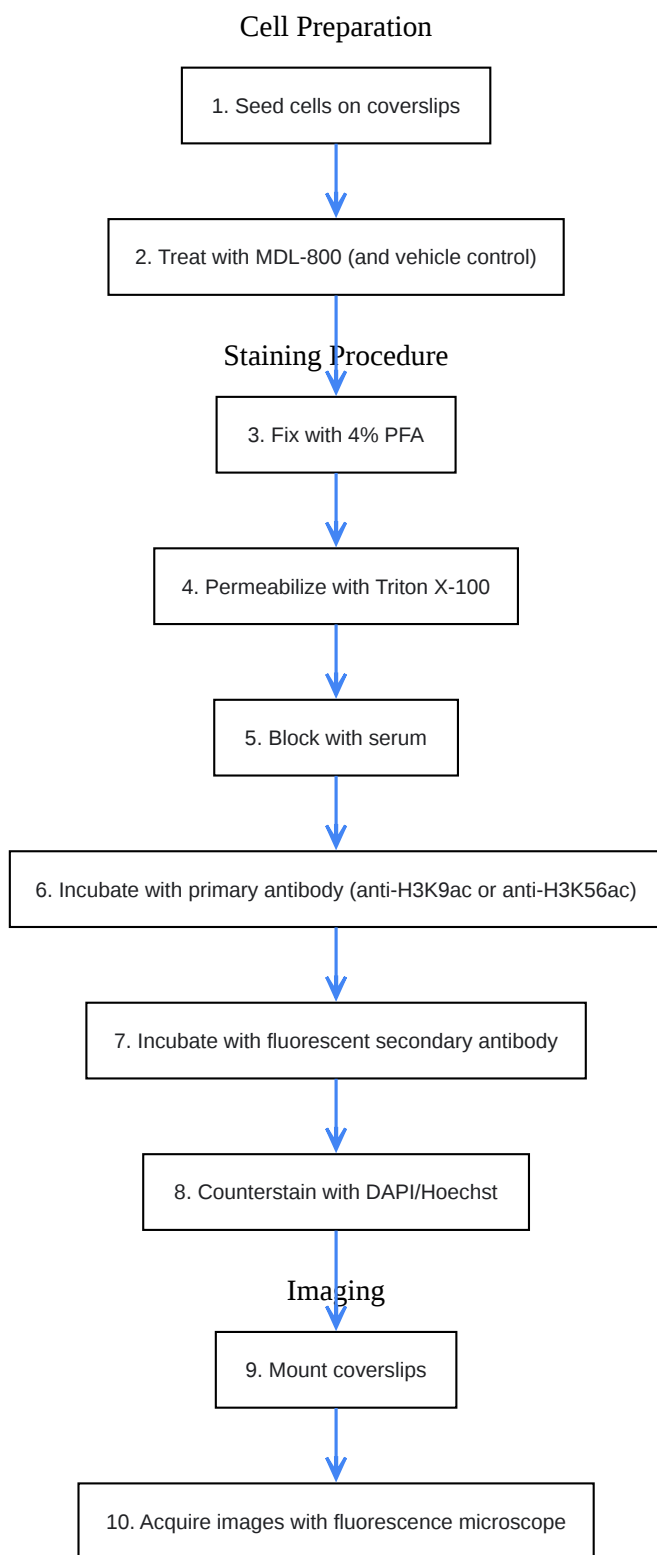 Cell Preparation
1. Seed cells on coverslips
2. Treat with MDL-800 (and vehicle control)
Staining Procedure
3. Fix with 4% PFA
4. Permeabilize with Triton X-100
5. Block with serum
6. Incubate with primary antibody (anti-H3K9ac or anti-H3K56ac)
7. Incubate with fluorescent secondary antibody
8. Counterstain with DAPI/Hoechst
Imaging
9. Mount coverslips
10. Acquire images with fluorescence microscope